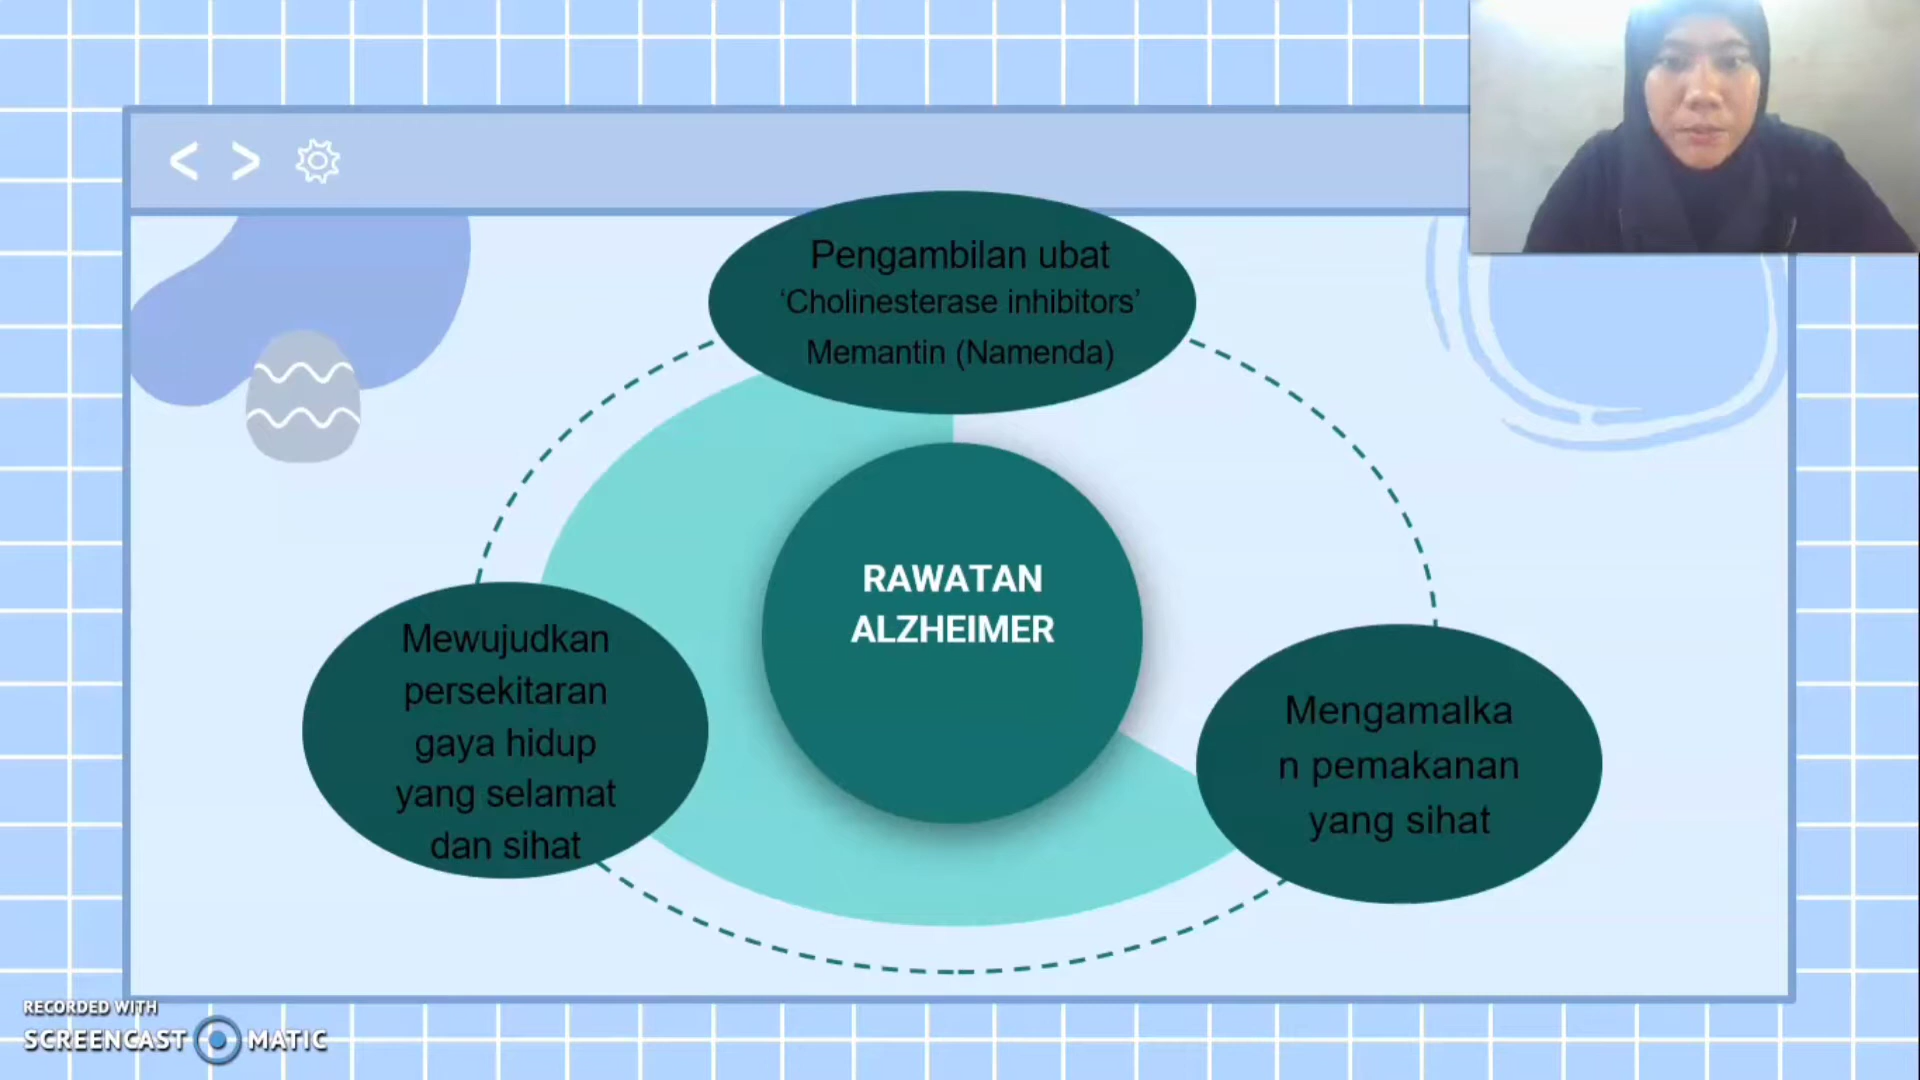 Pengambilan ubat
‘Cholinesterase inhibitors’
Memantin (Namenda)
RAWATAN
ALZHEIMER
Mewujudkan
persekitaran
gaya hidup
yang selamat
dan sihat
Mengamalka
n pemakanan
yang sihat
RECORDED WITH
SCREENCAST MATIC